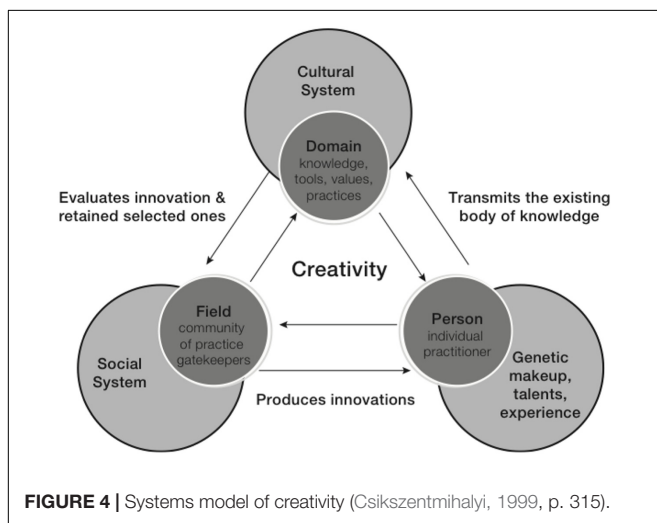 Cultural
System
Domain
knowledge,
tools, values,
practices
Evaluates innovation &
retained selected ones
Transmits the existing
body of knowledge
Creativity
Field
community
of practice
gatekeepers
Person
individual
practitioner
Social
System
Genetic
makeup,
talents,
experience
Produces innovations
FIGURE 4 | Systems model of creativity (Csikszentmihalyi, 1999, p. 315).